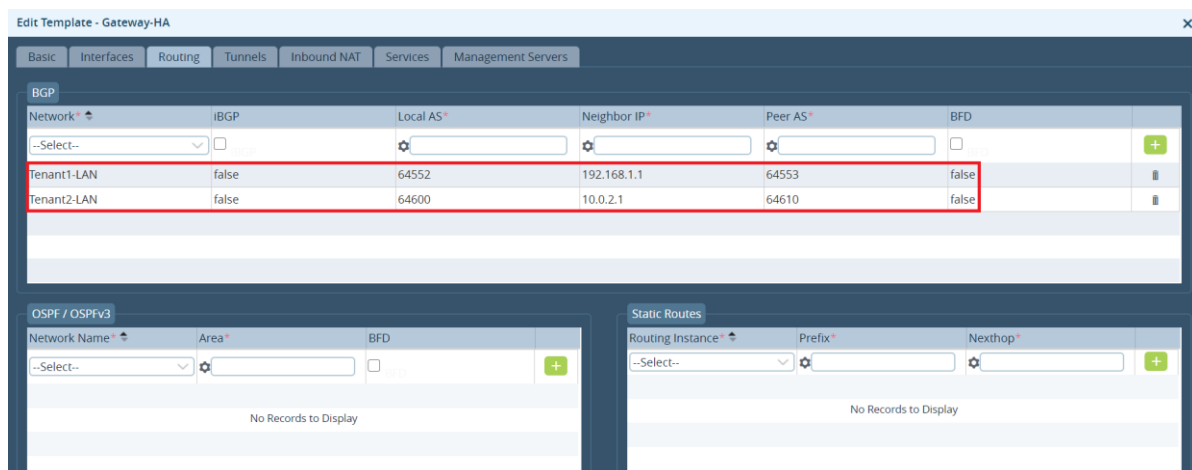 Edit Template - Gateway-HA
Basic Interfaces Routing Tunnels Inbound NAT Services Management Servers
BGP
Network* iBGP Local AS* Neighbor IP* Peer AS* BFD
--Select--
Tenant1-LAN false 64552 192.168.1.1 64553 false
Tenant2-LAN false 64600 10.0.2.1 64610 false
OSPF / OSPFv3
Network Name* Area* BFD
--Select--
No Records to Display
Static Routes
Routing Instance* Prefix* Nexthop*
--Select--
No Records to Display